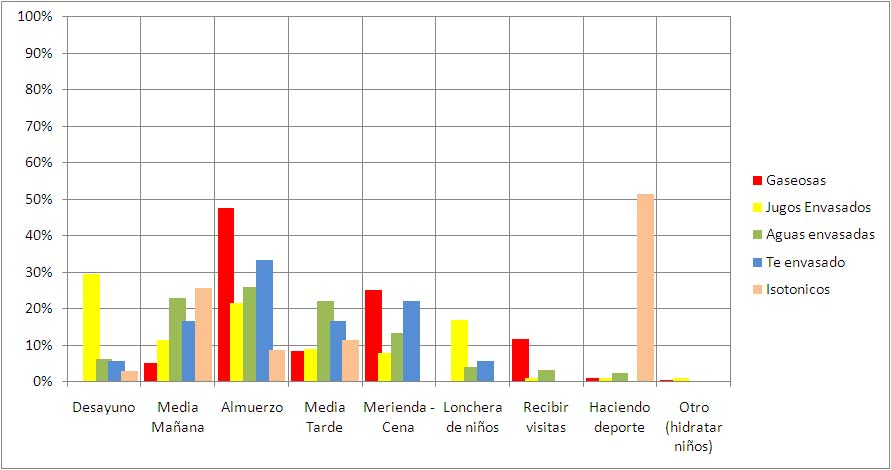 100%
90%
80%
70%
60%
50%
40%
30%
20%
10%
0%
Desayuno
Media
Mañana
Almuerzo
Media
Tarde
Merienda -
Cena
Lonchera
de niños
Recibir
visitas
Haciendo
deporte
Otro
(hidratar
niños)
Gaseosas
Jugos Envasados
Aguas envasadas
Te envasado
Isotonicos